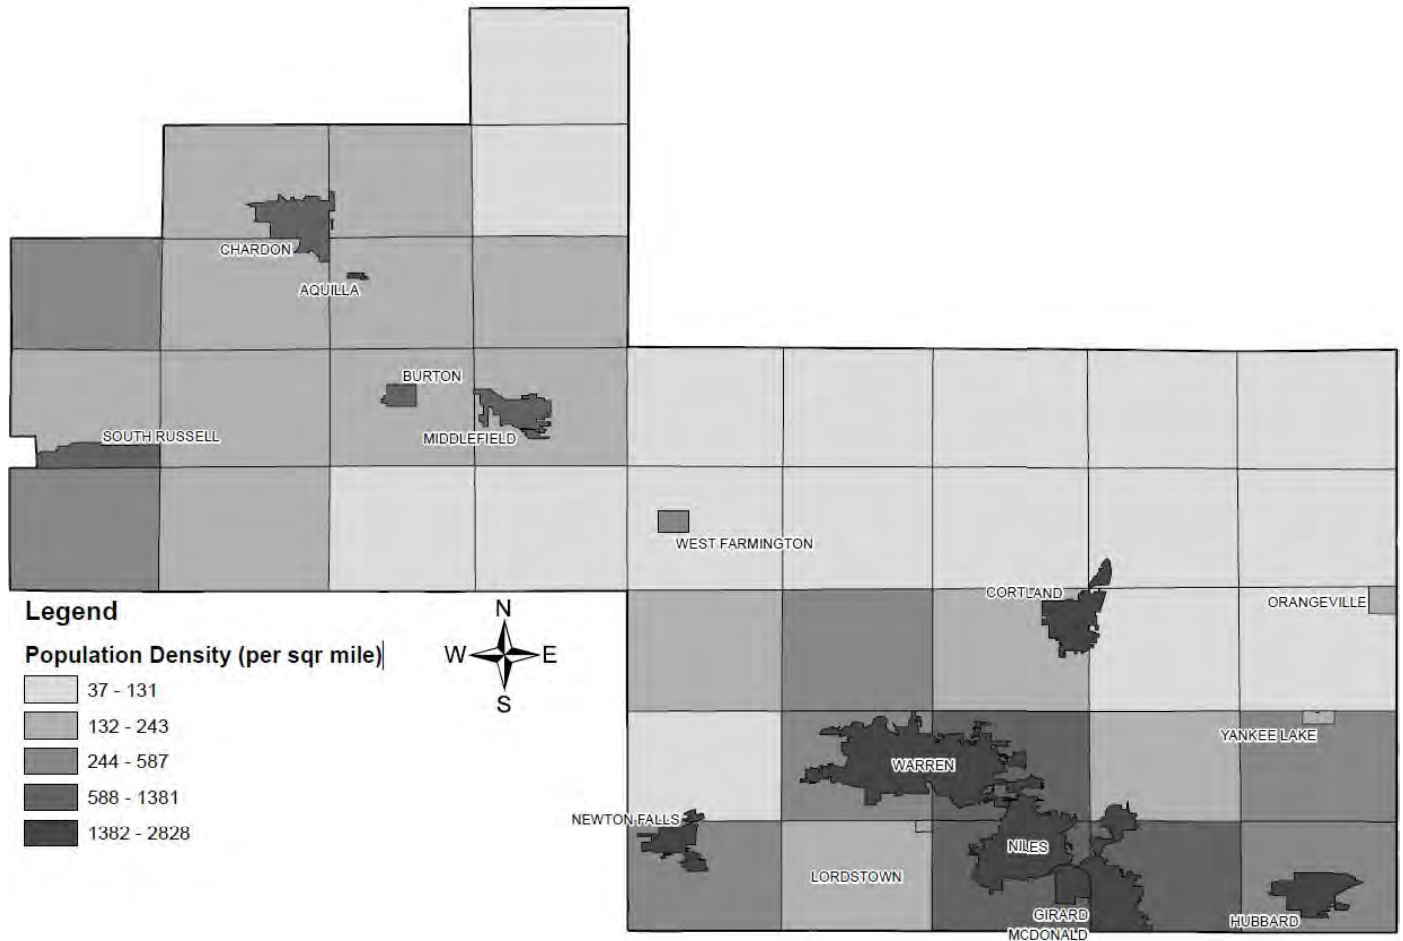 CHARDON
AQUILLA
BURTON
SOUTH RUSSELL
MIDDLEFIELD
WEST FARMINGTON
CORTLAND
ORANGEVILLE
YANKEE LAKE
WARREN
NEWTON FALLS
NILES
LORDSTOWN
GIRARD
MCDONALD
HUBBARD
N
W E
S
Legend
Population Density (per sqr mile)
37 - 131
132 - 243
244 - 587
588 - 1381
1382 - 2828